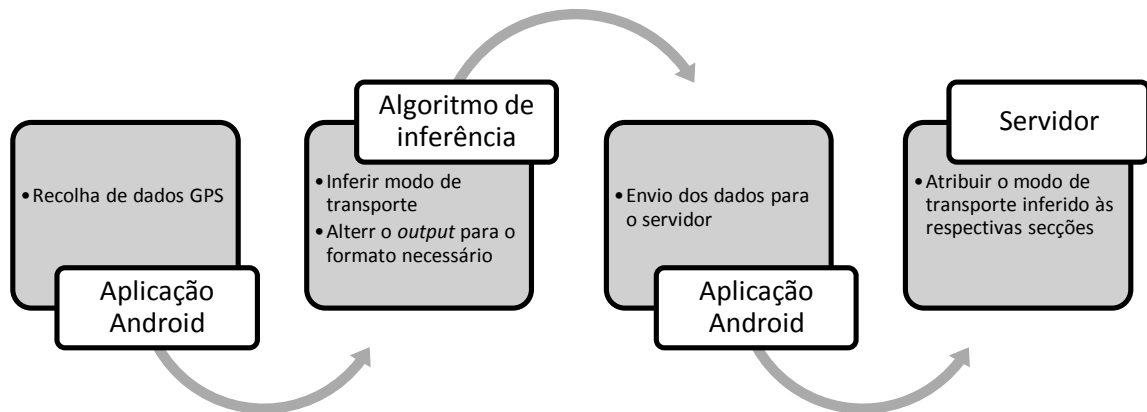 • Recolha de dados GPS
Aplicação
Android
Algoritmo de
inferência
• Inferir modo de
transporte
• Alterr o output para o
formato necessário
• Envio dos dados para
o servidor
Aplicação
Android
Servidor
• Atribuir o modo de
transporte inferido às
respectivas secções